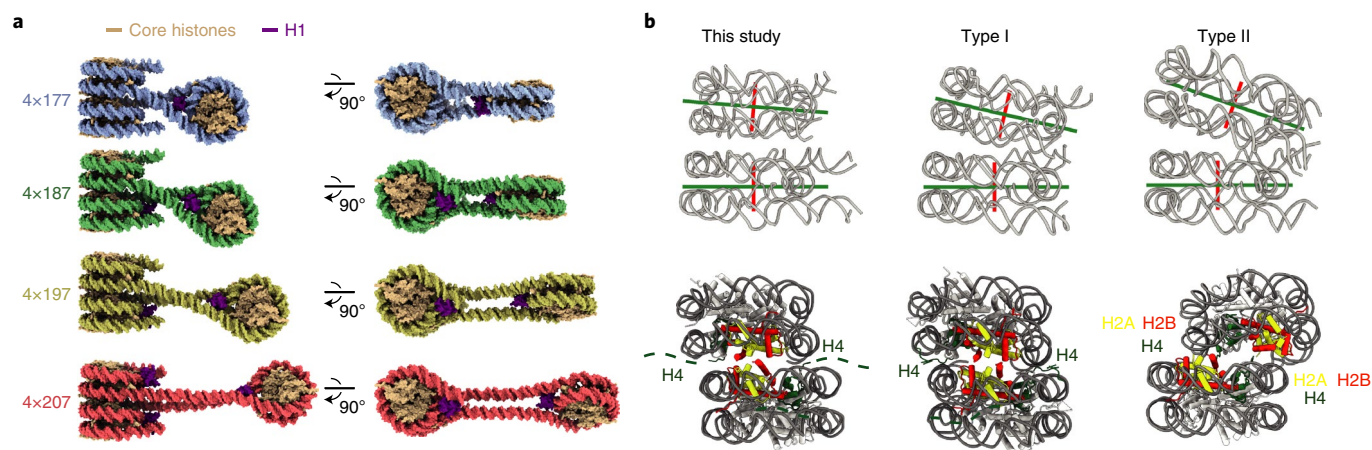 a
Core histones H1
4×177
90°
4×187
90°
4×197
90°
4×207
90°
b
This study Type I Type II
H4
H4
H4
H4
H2A H2B
H4
H2A H2B
H4